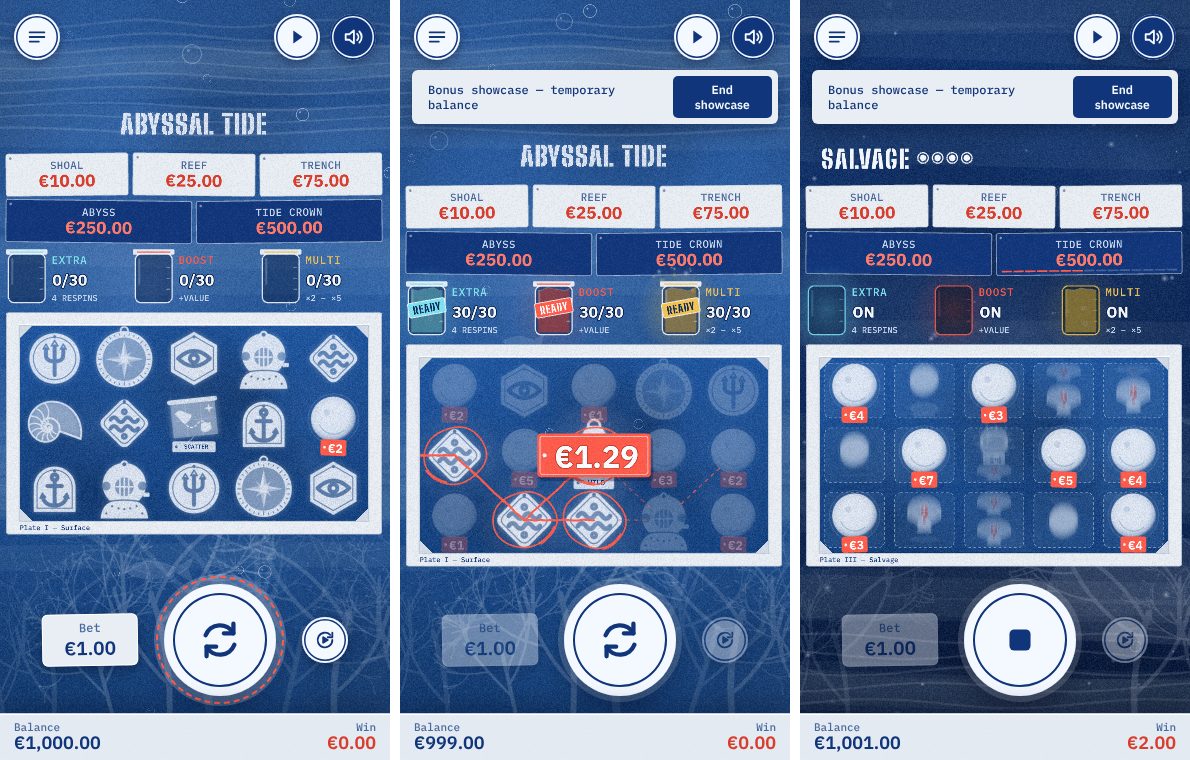 ABYSSAL TIDE
SHOAL
€10.00
REEF
€25.00
TRENCH
€75.00
ABYSS
€250.00
TIDE CROWN
€500.00
EXTRA
0/30
4 RESPINS
BOOST
0/30
+VALUE
MULTI
0/30
×2 – ×5
SCATTER
€2
Plate I — Surface
Bet
€1.00
Balance
€1,000.00
Win
€0.00
Bonus showcase — temporary
balance
End
showcase
ABYSSAL TIDE
SHOAL
€10.00
REEF
€25.00
TRENCH
€75.00
ABYSS
€250.00
TIDE CROWN
€500.00
READY
EXTRA
30/30
4 RESPINS
READY
BOOST
30/30
+VALUE
READY
MULTI
30/30
×2 – ×5
€2
€1
€1.29
€5
€3
€2
€1
€2
Plate I — Surface
Bet
€1.00
Balance
€999.00
Win
€0.00
Bonus showcase — temporary
balance
End
showcase
SALVAGE
SHOAL
€10.00
REEF
€25.00
TRENCH
€75.00
ABYSS
€250.00
TIDE CROWN
€500.00
EXTRA
ON
4 RESPINS
BOOST
ON
+VALUE
MULTI
ON
×2 – ×5
€4
€3
€7
€5
€4
€3
€4
Plate III — Salvage
Bet
€1.00
Balance
€1,001.00
Win
€2.00